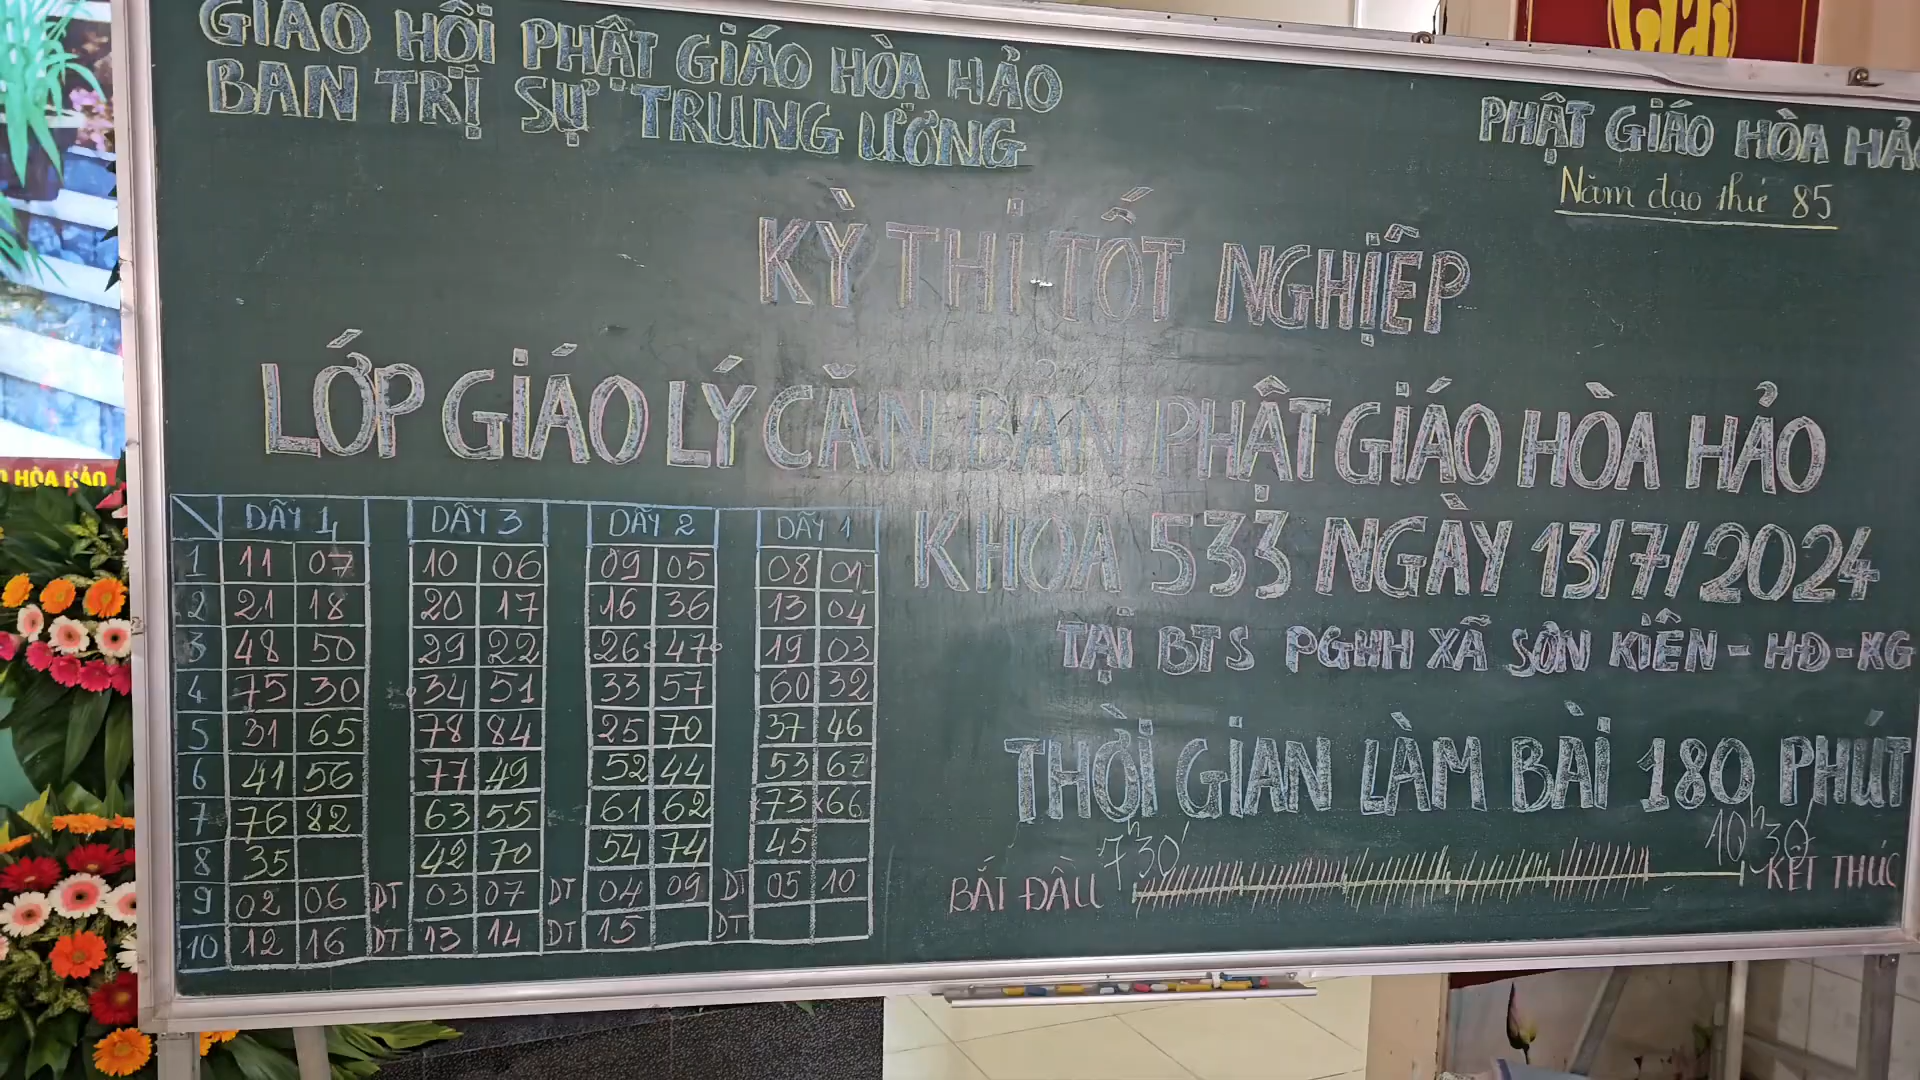 GIÁO HỘI PHẬT GIÁO HÒA HẢO
BAN TRỊ SỰ TRUNG ƯƠNG
PHẬT GIÁO HÒA HẢO
Năm đạo thứ 85
KỲ THI TỐT NGHIỆP
LỚP GIÁO LÝ CĂN BẢN PHẬT GIÁO HÒA HẢO
KHÓA 533 NGÀY 13/7/2024
TẠI BTS PGHH XÃ SƠN KIÊN - HĐ - KG
THỜI GIAN LÀM BÀI 180 PHÚT
7h30' 10h30'
BẮT ĐẦU KẾT THÚC
DÃY 4 DÃY 3 DÃY 2 DÃY 1
1 11 07 10 06 09 05 08 01
2 21 18 20 17 16 36 13 04
3 48 50 29 22 26 47 19 03
4 75 30 34 51 33 57 60 32
5 31 65 78 84 25 70 37 46
6 41 56 77 49 52 44 53 67
7 76 82 63 55 61 62 73 66
8 35 42 70 54 74 45
9 02 06 DT 03 07 DT 04 09 DT 05 10
10 12 16 DT 13 14 DT 15 DT
HÒA HẢO